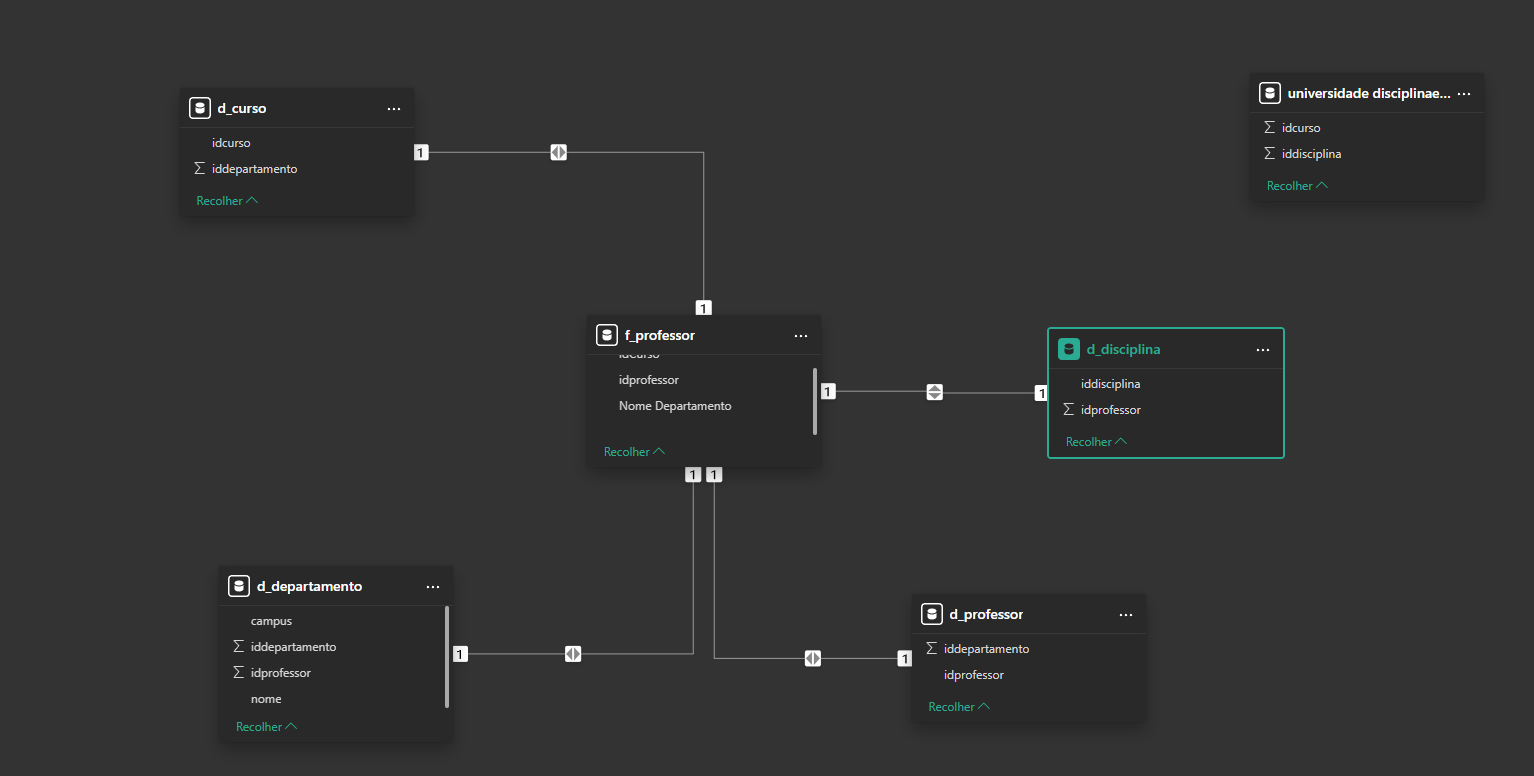 d_curso
...
idcurso
Σ iddepartamento
Recolher
universidade disciplinae... ...
Σ idcurso
Σ iddisciplina
Recolher
1
1
f_professor
...
idcurso
idprofessor
Nome Departamento
Recolher
1
1
d_disciplina
...
iddisciplina
Σ idprofessor
Recolher
1
1
d_departamento
...
campus
Σ iddepartamento
Σ idprofessor
nome
Recolher
1
1
d_professor
...
Σ iddepartamento
idprofessor
Recolher